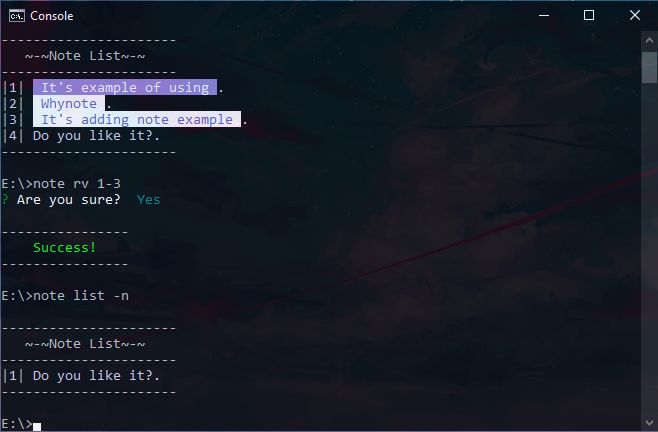 Console
----------------------
   ~-~Note List~-~
----------------------
|1|  It's example of using .
|2|  Whynote .
|3|  It's adding note example .
|4| Do you like it?.
----------------------
E:\>note rv 1-3
? Are you sure?  Yes
----------------
    Success!
----------------
E:\>note list -n
----------------------
   ~-~Note List~-~
----------------------
|1| Do you like it?.
----------------------
E:\>